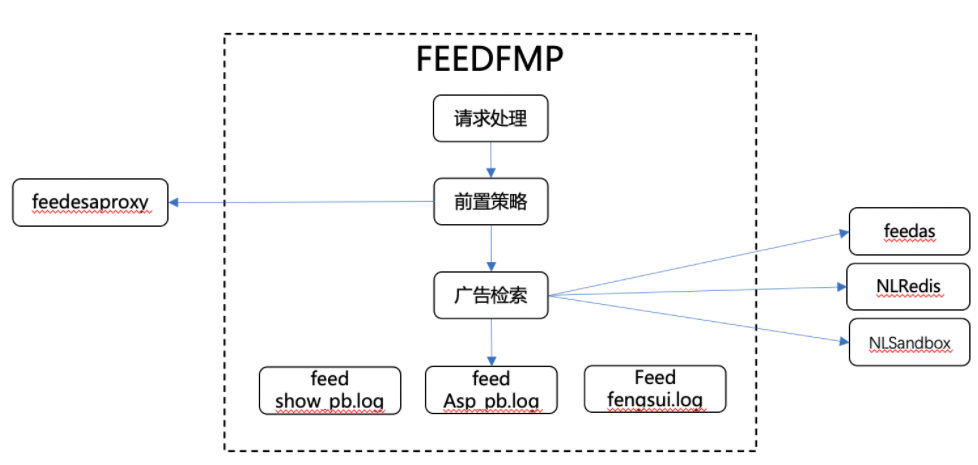 FEEDFMP
请求处理
前置策略
feedesaproxy
广告检索
feedas
NLRedis
NLSandbox
feed
show_pb.log
feed
Asp_pb.log
Feed
fengsui.log